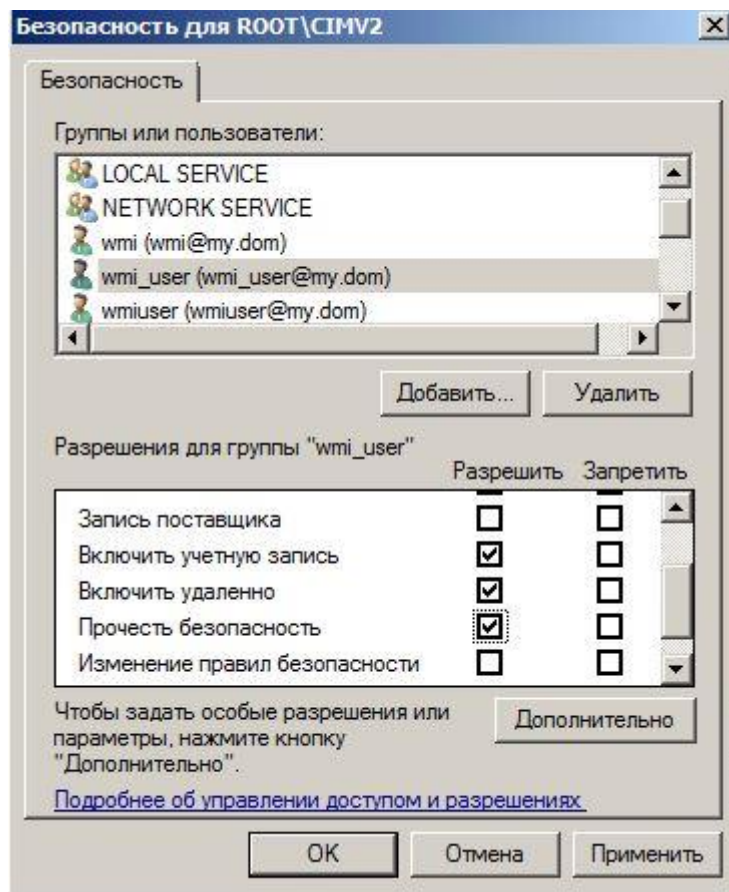 Безопасность для ROOT\CIMV2
Безопасность
Группы или пользователи:
LOCAL SERVICE
NETWORK SERVICE
wmi (wmi@my.dom)
wmi_user (wmi_user@my.dom)
wmiuser (wmiuser@my.dom)
Добавить... Удалить
Разрешения для группы "wmi_user"
Разрешить Запретить
Запись поставщика
Включить учетную запись
Включить удаленно
Прочесть безопасность
Изменение правил безопасности
Чтобы задать особые разрешения или
параметры, нажмите кнопку
"Дополнительно".
Дополнительно
Подробнее об управлении доступом и разрешениях
OK Отмена Применить